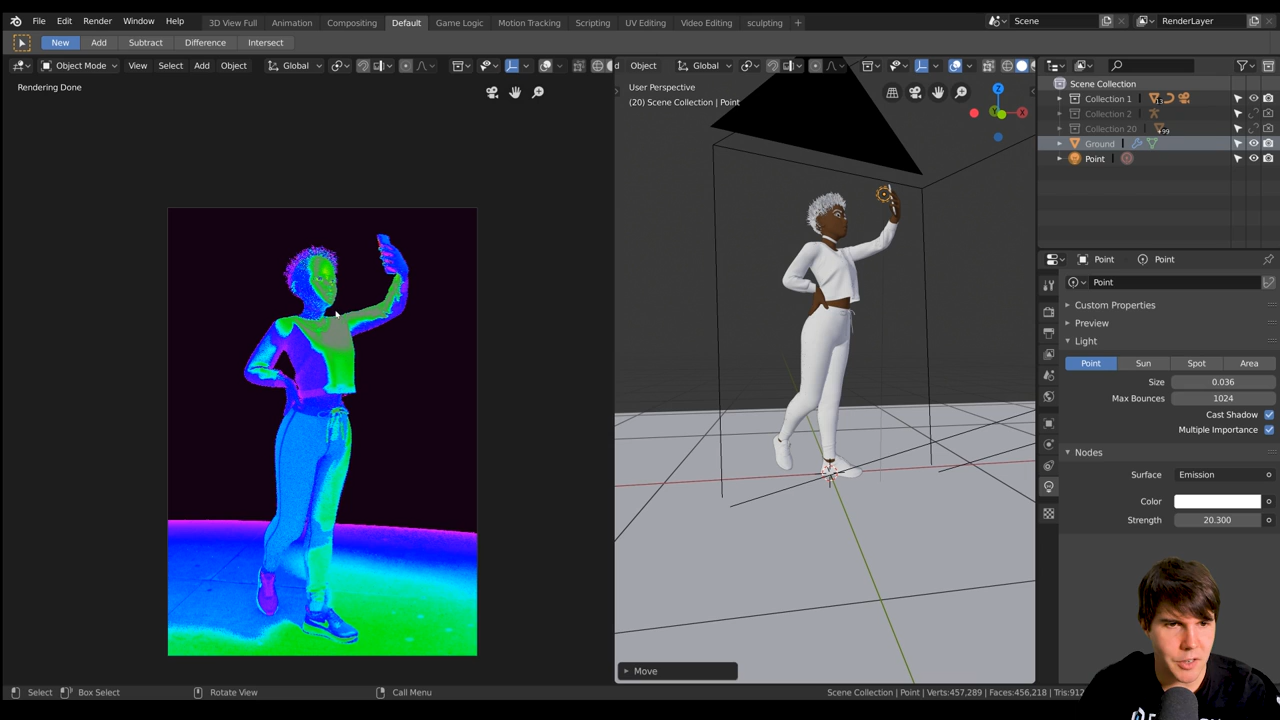 File Edit Render Window Help 3D View Full Animation Compositing Default Game Logic Motion Tracking Scripting UV Editing Video Editing sculpting + Scene RenderLayer
New Add Subtract Difference Intersect
Object Mode View Select Add Object Global d Object Global
Rendering Done
User Perspective
(20) Scene Collection | Point
Scene Collection
Collection 1
Collection 2
Collection 20
Ground
Point
Point Point
Point
Custom Properties
Preview
Light
Point Sun Spot Area
Size 0.036
Max Bounces 1024
Cast Shadow
Multiple Importance
Nodes
Surface Emission
Color
Strength 20.300
Move
Select Box Select Rotate View Call Menu Scene Collection | Point | Verts:457,289 | Faces:456,218 | Tris:912